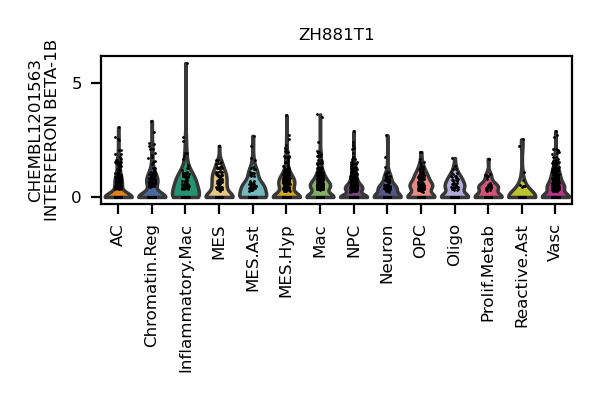 ZH881T1
CHEMBL1201563
INTERFERON BETA-1B
5
0
AC
Chromatin.Reg
Inflammatory.Mac
MES
MES.Ast
MES.Hyp
Mac
NPC
Neuron
OPC
Oligo
Prolif.Metab
Reactive.Ast
Vasc